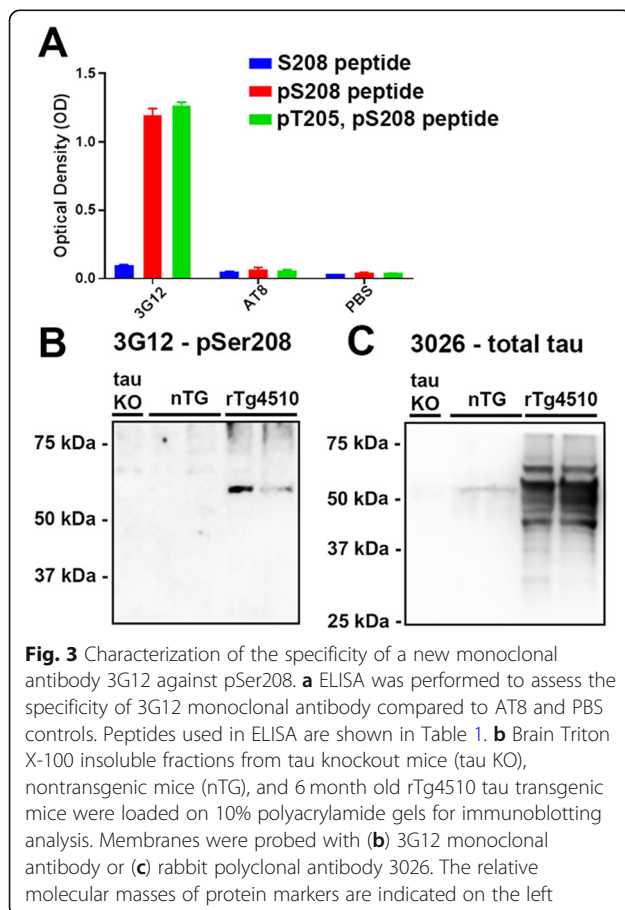 A
S208 peptide
pS208 peptide
pT205, pS208 peptide
Optical Density (OD)
1.5
1.0
0.5
0.0
3G12
AT8
PBS
B
3G12 - pSer208
tau
KO
nTG
rTg4510
75 kDa -
50 kDa -
37 kDa -
C
3026 - total tau
tau
KO
nTG
rTg4510
75 kDa -
50 kDa -
37 kDa -
25 kDa -
Fig. 3 Characterization of the specificity of a new monoclonal
antibody 3G12 against pSer208. a ELISA was performed to assess the
specificity of 3G12 monoclonal antibody compared to AT8 and PBS
controls. Peptides used in ELISA are shown in Table 1. b Brain Triton
X-100 insoluble fractions from tau knockout mice (tau KO),
nontransgenic mice (nTG), and 6 month old rTg4510 tau transgenic
mice were loaded on 10% polyacrylamide gels for immunoblotting
analysis. Membranes were probed with (b) 3G12 monoclonal
antibody or (c) rabbit polyclonal antibody 3026. The relative
molecular masses of protein markers are indicated on the left